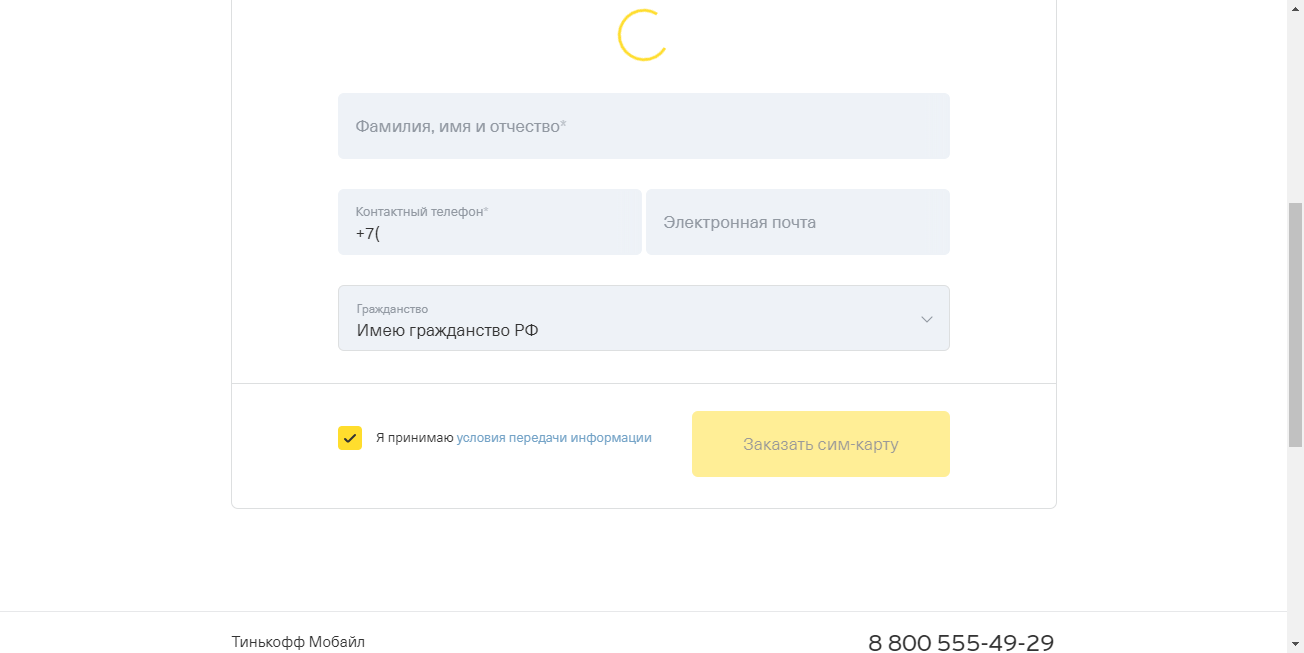 Фамилия, имя и отчество*
Контактный телефон*
+7(
Электронная почта
Гражданство
Имею гражданство РФ
Я принимаю условия передачи информации
Заказать сим-карту
Тинькофф Мобайл
8 800 555-49-29